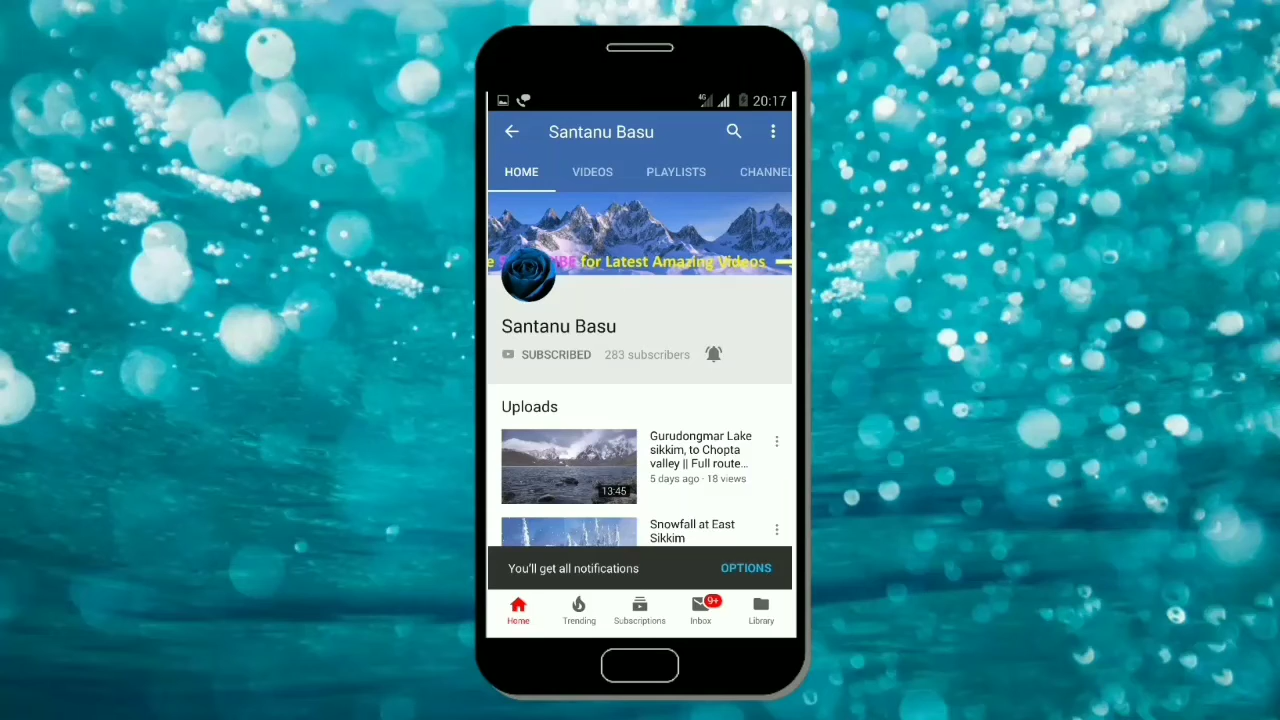 4G 20:17
Santanu Basu
HOME VIDEOS PLAYLISTS CHANNEL
e for Latest Amazing Videos
Santanu Basu
SUBSCRIBED 283 subscribers
Uploads
Gurudongmar Lake
sikkim, to Chopta
valley || Full route...
5 days ago · 18 views
13:45
Snowfall at East
Sikkim
You'll get all notifications OPTIONS
9+
Home Trending Subscriptions Inbox Library